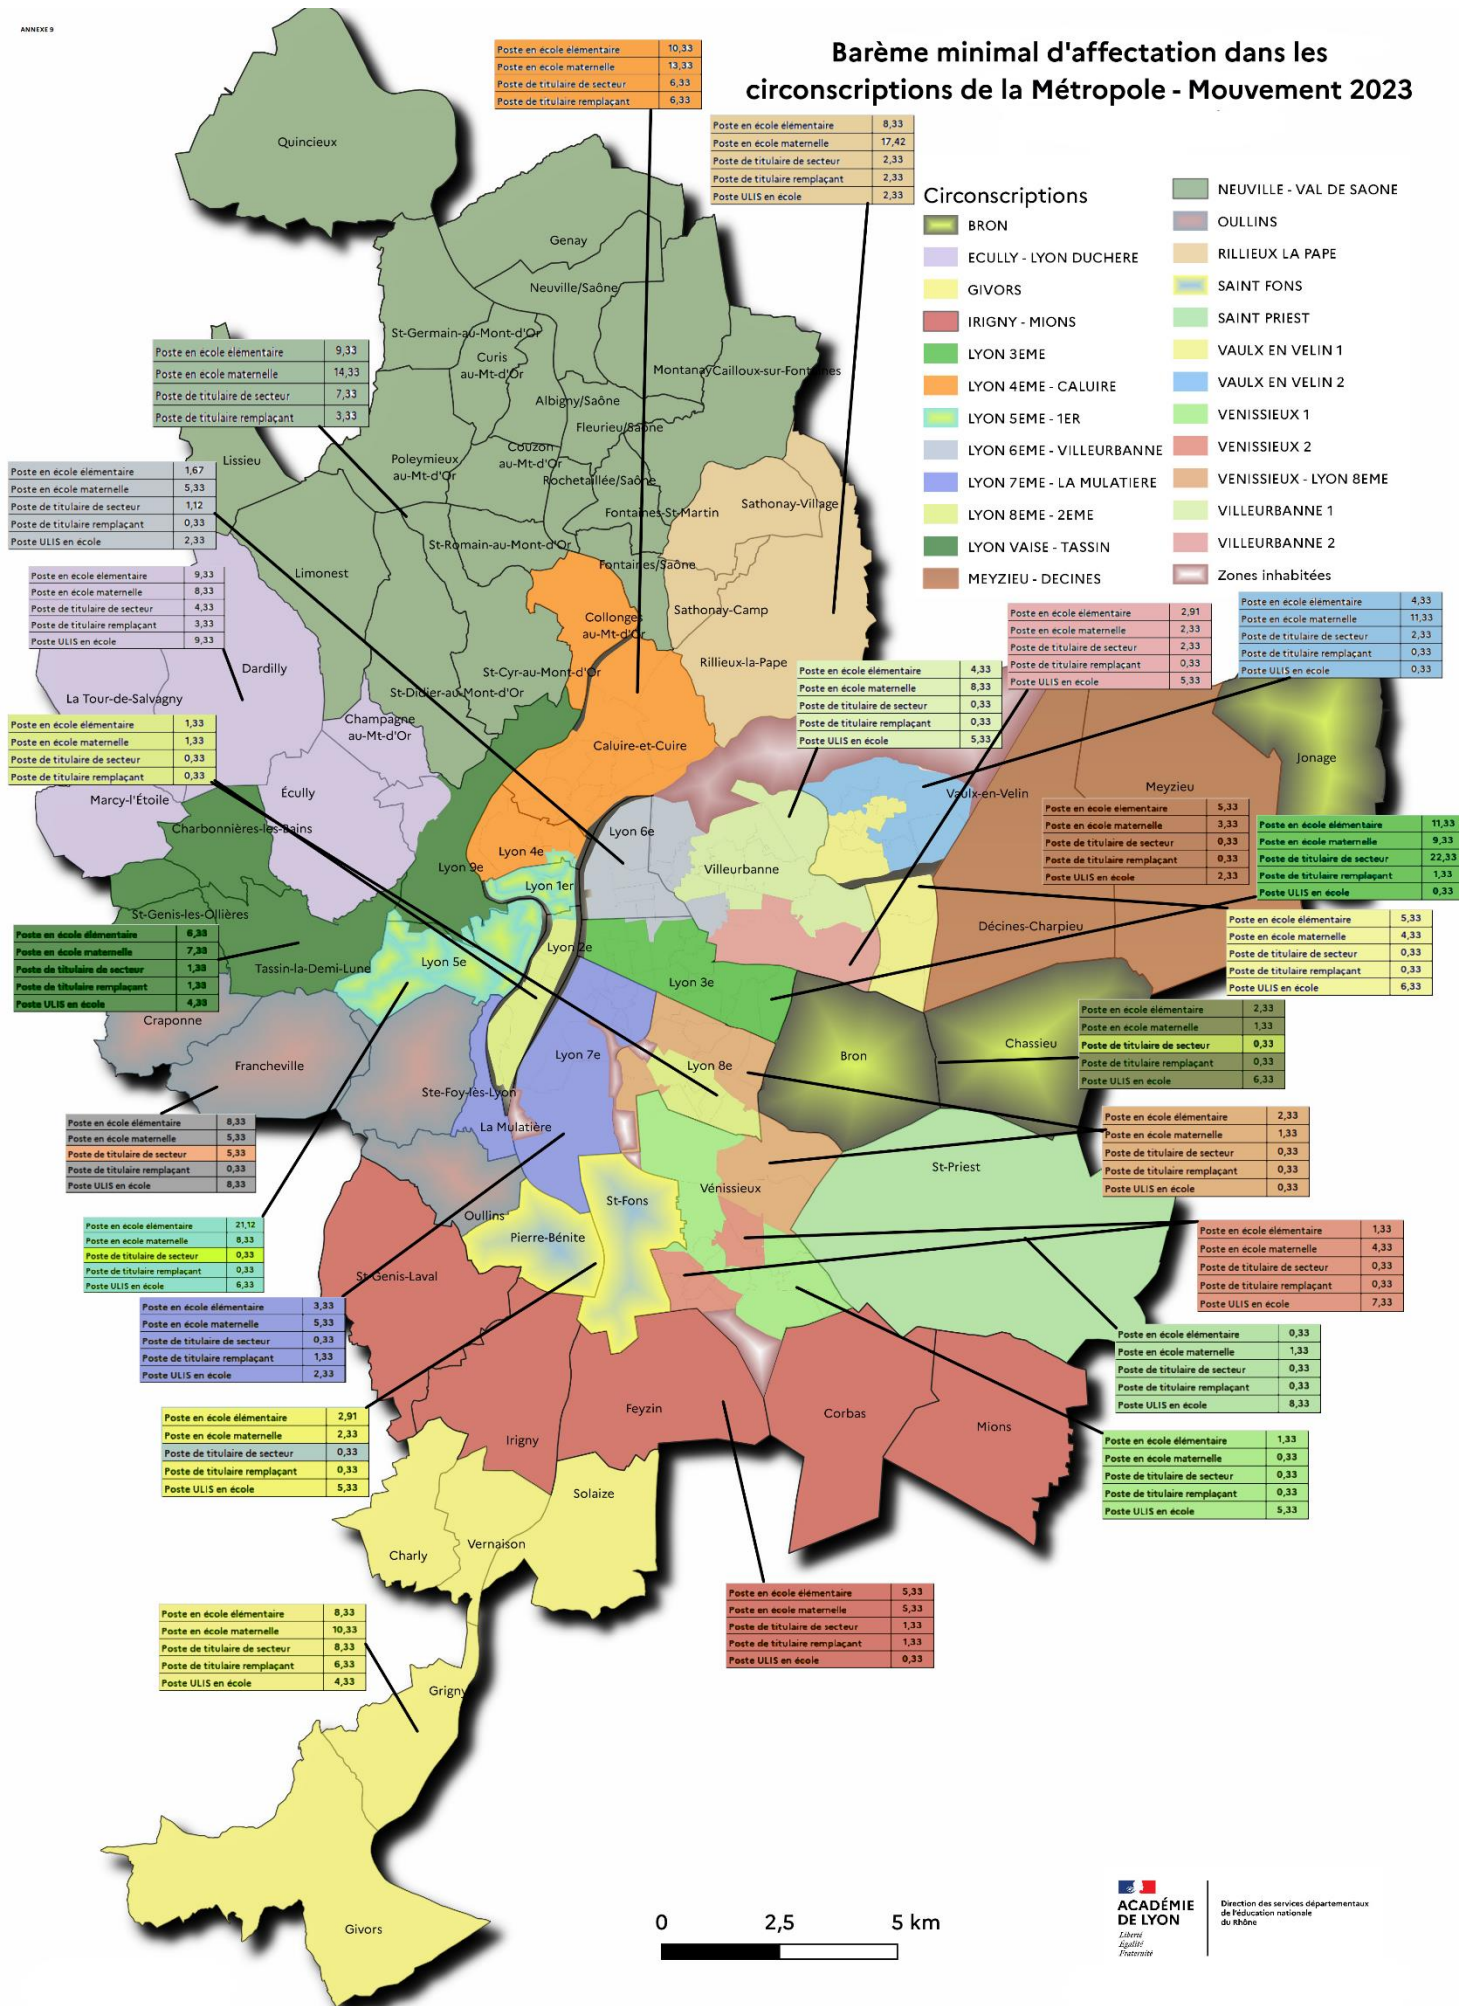 ANNEXE 9
Barème minimal d'affectation dans les
circonscriptions de la Métropole - Mouvement 2023
Poste en école élémentaire 10,33
Poste en école maternelle 13,33
Poste de titulaire de secteur 6,33
Poste de titulaire remplaçant 6,33
Poste en école élémentaire 8,33
Poste en école maternelle 17,42
Poste de titulaire de secteur 2,33
Poste de titulaire remplaçant 2,33
Poste ULIS en école 2,33
Circonscriptions
BRON
ECULLY - LYON DUCHERE
GIVORS
IRIGNY - MIONS
LYON 3EME
LYON 4EME - CALUIRE
LYON 5EME - 1ER
LYON 6EME - VILLEURBANNE
LYON 7EME - LA MULATIERE
LYON 8EME - 2EME
LYON VAISE - TASSIN
MEYZIEU - DECINES
NEUVILLE - VAL DE SAONE
OULLINS
RILLIEUX LA PAPE
SAINT FONS
SAINT PRIEST
VAULX EN VELIN 1
VAULX EN VELIN 2
VENISSIEUX 1
VENISSIEUX 2
VENISSIEUX - LYON 8EME
VILLEURBANNE 1
VILLEURBANNE 2
Zones inhabitées
Quincieux
Genay
Neuville/Saône
St-Germain-au-Mont-d'Or
Curis
au-Mt-d'Or
Montanay
Cailloux-sur-Fontaines
Albigny/Saône
Fleurieu/Saône
Poleymieux
au-Mt-d'Or
Couzon
au-Mt-d'Or
Rochetaillée/Saône
Lissieu
Fontaines-St-Martin
Sathonay-Village
St-Romain-au-Mont-d'Or
Fontaines/Saône
Limonest
Sathonay-Camp
Collonges
au-Mt-d'Or
Rillieux-la-Pape
St-Cyr-au-Mont-d'Or
St-Didier-au-Mont-d'Or
Poste en école élémentaire 9,33
Poste en école maternelle 14,33
Poste de titulaire de secteur 7,33
Poste de titulaire remplaçant 3,33
Poste en école élémentaire 1,67
Poste en école maternelle 5,33
Poste de titulaire de secteur 1,12
Poste de titulaire remplaçant 0,33
Poste ULIS en école 2,33
Poste en école élémentaire 9,33
Poste en école maternelle 8,33
Poste de titulaire de secteur 4,33
Poste de titulaire remplaçant 3,33
Poste ULIS en école 9,33
Dardilly
La Tour-de-Salvagny
Champagne
au-Mt-d'Or
Poste en école élémentaire 1,33
Poste en école maternelle 1,33
Poste de titulaire de secteur 0,33
Poste de titulaire remplaçant 0,33
Poste en école élémentaire 2,91
Poste en école maternelle 2,33
Poste de titulaire de secteur 2,33
Poste de titulaire remplaçant 0,33
Poste ULIS en école 5,33
Poste en école élémentaire 4,33
Poste en école maternelle 11,33
Poste de titulaire de secteur 2,33
Poste de titulaire remplaçant 0,33
Poste ULIS en école 0,33
Poste en école élémentaire 4,33
Poste en école maternelle 8,33
Poste de titulaire de secteur 0,33
Poste de titulaire remplaçant 0,33
Poste ULIS en école 5,33
Caluire-et-Cuire
Jonage
Meyzieu
Vaulx-en-Velin
Marcy-l'Étoile
Écully
Charbonnières-les-Bains
Lyon 6e
Lyon 4e
Lyon 9e
Lyon 1er
Villeurbanne
Poste en école élémentaire 5,33
Poste en école maternelle 3,33
Poste de titulaire de secteur 0,33
Poste de titulaire remplaçant 0,33
Poste ULIS en école 2,33
Poste en école élémentaire 11,33
Poste en école maternelle 9,33
Poste de titulaire de secteur 22,33
Poste de titulaire remplaçant 1,33
Poste ULIS en école 0,33
Poste en école élémentaire 5,33
Poste en école maternelle 4,33
Poste de titulaire de secteur 0,33
Poste de titulaire remplaçant 0,33
Poste ULIS en école 6,33
St-Genis-les-Ollières
Décines-Charpieu
Poste en école élémentaire 6,33
Poste en école maternelle 7,33
Poste de titulaire de secteur 1,33
Poste de titulaire remplaçant 1,33
Poste ULIS en école 4,33
Tassin-la-Demi-Lune
Lyon 5e
Lyon 2e
Lyon 3e
Craponne
Francheville
Lyon 7e
Lyon 8e
Bron
Chassieu
Ste-Foy-lès-Lyon
La Mulatière
Poste en école élémentaire 2,33
Poste en école maternelle 1,33
Poste de titulaire de secteur 0,33
Poste de titulaire remplaçant 0,33
Poste ULIS en école 6,33
Poste en école élémentaire 2,33
Poste en école maternelle 1,33
Poste de titulaire de secteur 0,33
Poste de titulaire remplaçant 0,33
Poste ULIS en école 0,33
Poste en école élémentaire 8,33
Poste en école maternelle 5,33
Poste de titulaire de secteur 5,33
Poste de titulaire remplaçant 0,33
Poste ULIS en école 8,33
St-Priest
Vénissieux
St-Fons
Oullins
Pierre-Bénite
St-Genis-Laval
Poste en école élémentaire 21,12
Poste en école maternelle 8,33
Poste de titulaire de secteur 0,33
Poste de titulaire remplaçant 0,33
Poste ULIS en école 6,33
Poste en école élémentaire 1,33
Poste en école maternelle 4,33
Poste de titulaire de secteur 0,33
Poste de titulaire remplaçant 0,33
Poste ULIS en école 7,33
Poste en école élémentaire 3,33
Poste en école maternelle 5,33
Poste de titulaire de secteur 0,33
Poste de titulaire remplaçant 1,33
Poste ULIS en école 2,33
Poste en école élémentaire 0,33
Poste en école maternelle 1,33
Poste de titulaire de secteur 0,33
Poste de titulaire remplaçant 0,33
Poste ULIS en école 8,33
Poste en école élémentaire 2,91
Poste en école maternelle 2,33
Poste de titulaire de secteur 0,33
Poste de titulaire remplaçant 0,33
Poste ULIS en école 5,33
Feyzin
Corbas
Mions
Irigny
Poste en école élémentaire 1,33
Poste en école maternelle 0,33
Poste de titulaire de secteur 0,33
Poste de titulaire remplaçant 0,33
Poste ULIS en école 5,33
Solaize
Vernaison
Charly
Poste en école élémentaire 5,33
Poste en école maternelle 5,33
Poste de titulaire de secteur 1,33
Poste de titulaire remplaçant 1,33
Poste ULIS en école 0,33
Poste en école élémentaire 8,33
Poste en école maternelle 10,33
Poste de titulaire de secteur 8,33
Poste de titulaire remplaçant 6,33
Poste ULIS en école 4,33
Grigny
Givors
0 2,5 5 km
ACADÉMIE
DE LYON
Liberté
Égalité
Fraternité
Direction des services départementaux
de l'éducation nationale
du Rhône